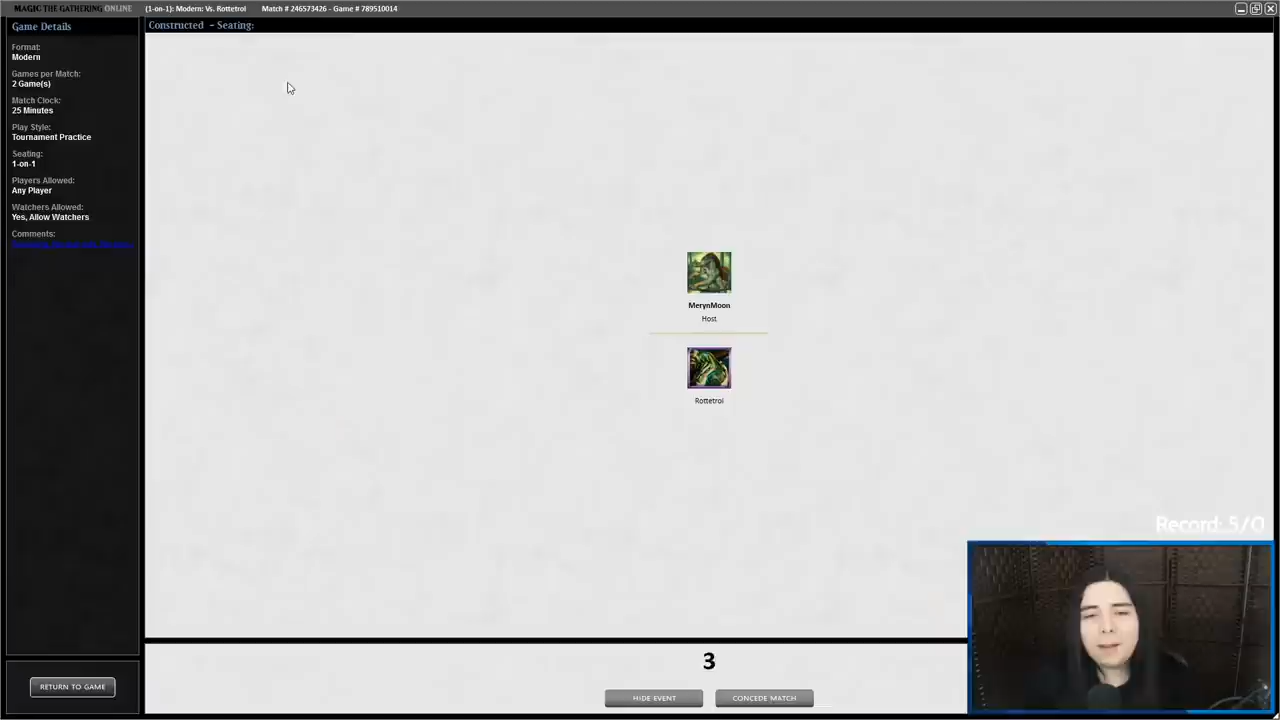 MAGIC THE GATHERING ONLINE (1-on-1): Modern: Vs. Rottetrol Match # 246573426 - Game # 789510014
Game Details
Constructed - Seating:
Format:
Modern
Games per Match:
2 Game(s)
Match Clock:
25 Minutes
Play Style:
Tournament Practice
Seating:
1-on-1
Players Allowed:
Any Player
Watchers Allowed:
Yes, Allow Watchers
Comments:
MerynMoon
Host
Rottetrol
Record: 5/0
3
RETURN TO GAME
HIDE EVENT
CONCEDE MATCH